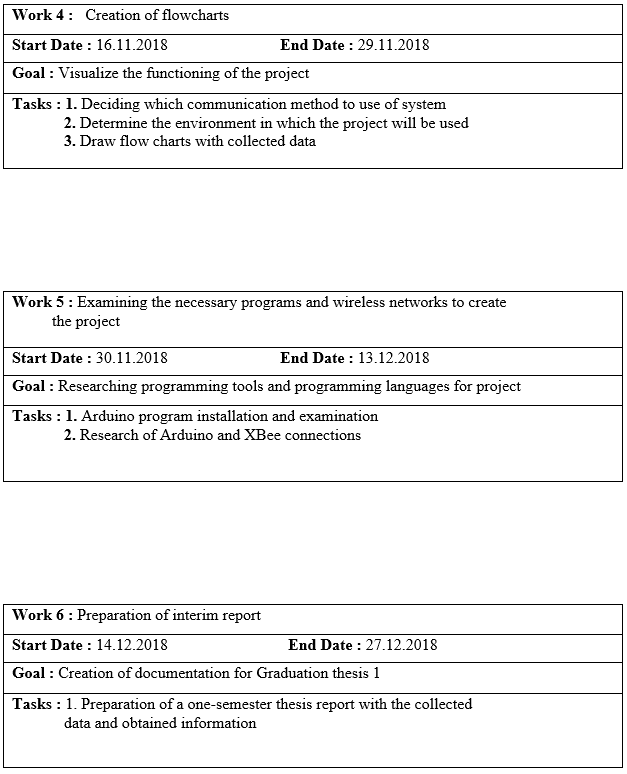 Work 4 : Creation of flowcharts
Start Date : 16.11.2018 End Date : 29.11.2018
Goal : Visualize the functioning of the project
Tasks : 1. Deciding which communication method to use of system
2. Determine the environment in which the project will be used
3. Draw flow charts with collected data
Work 5 : Examining the necessary programs and wireless networks to create
the project
Start Date : 30.11.2018 End Date : 13.12.2018
Goal : Researching programming tools and programming languages for project
Tasks : 1. Arduino program installation and examination
2. Research of Arduino and XBee connections
Work 6 : Preparation of interim report
Start Date : 14.12.2018 End Date : 27.12.2018
Goal : Creation of documentation for Graduation thesis 1
Tasks : 1. Preparation of a one-semester thesis report with the collected
data and obtained information